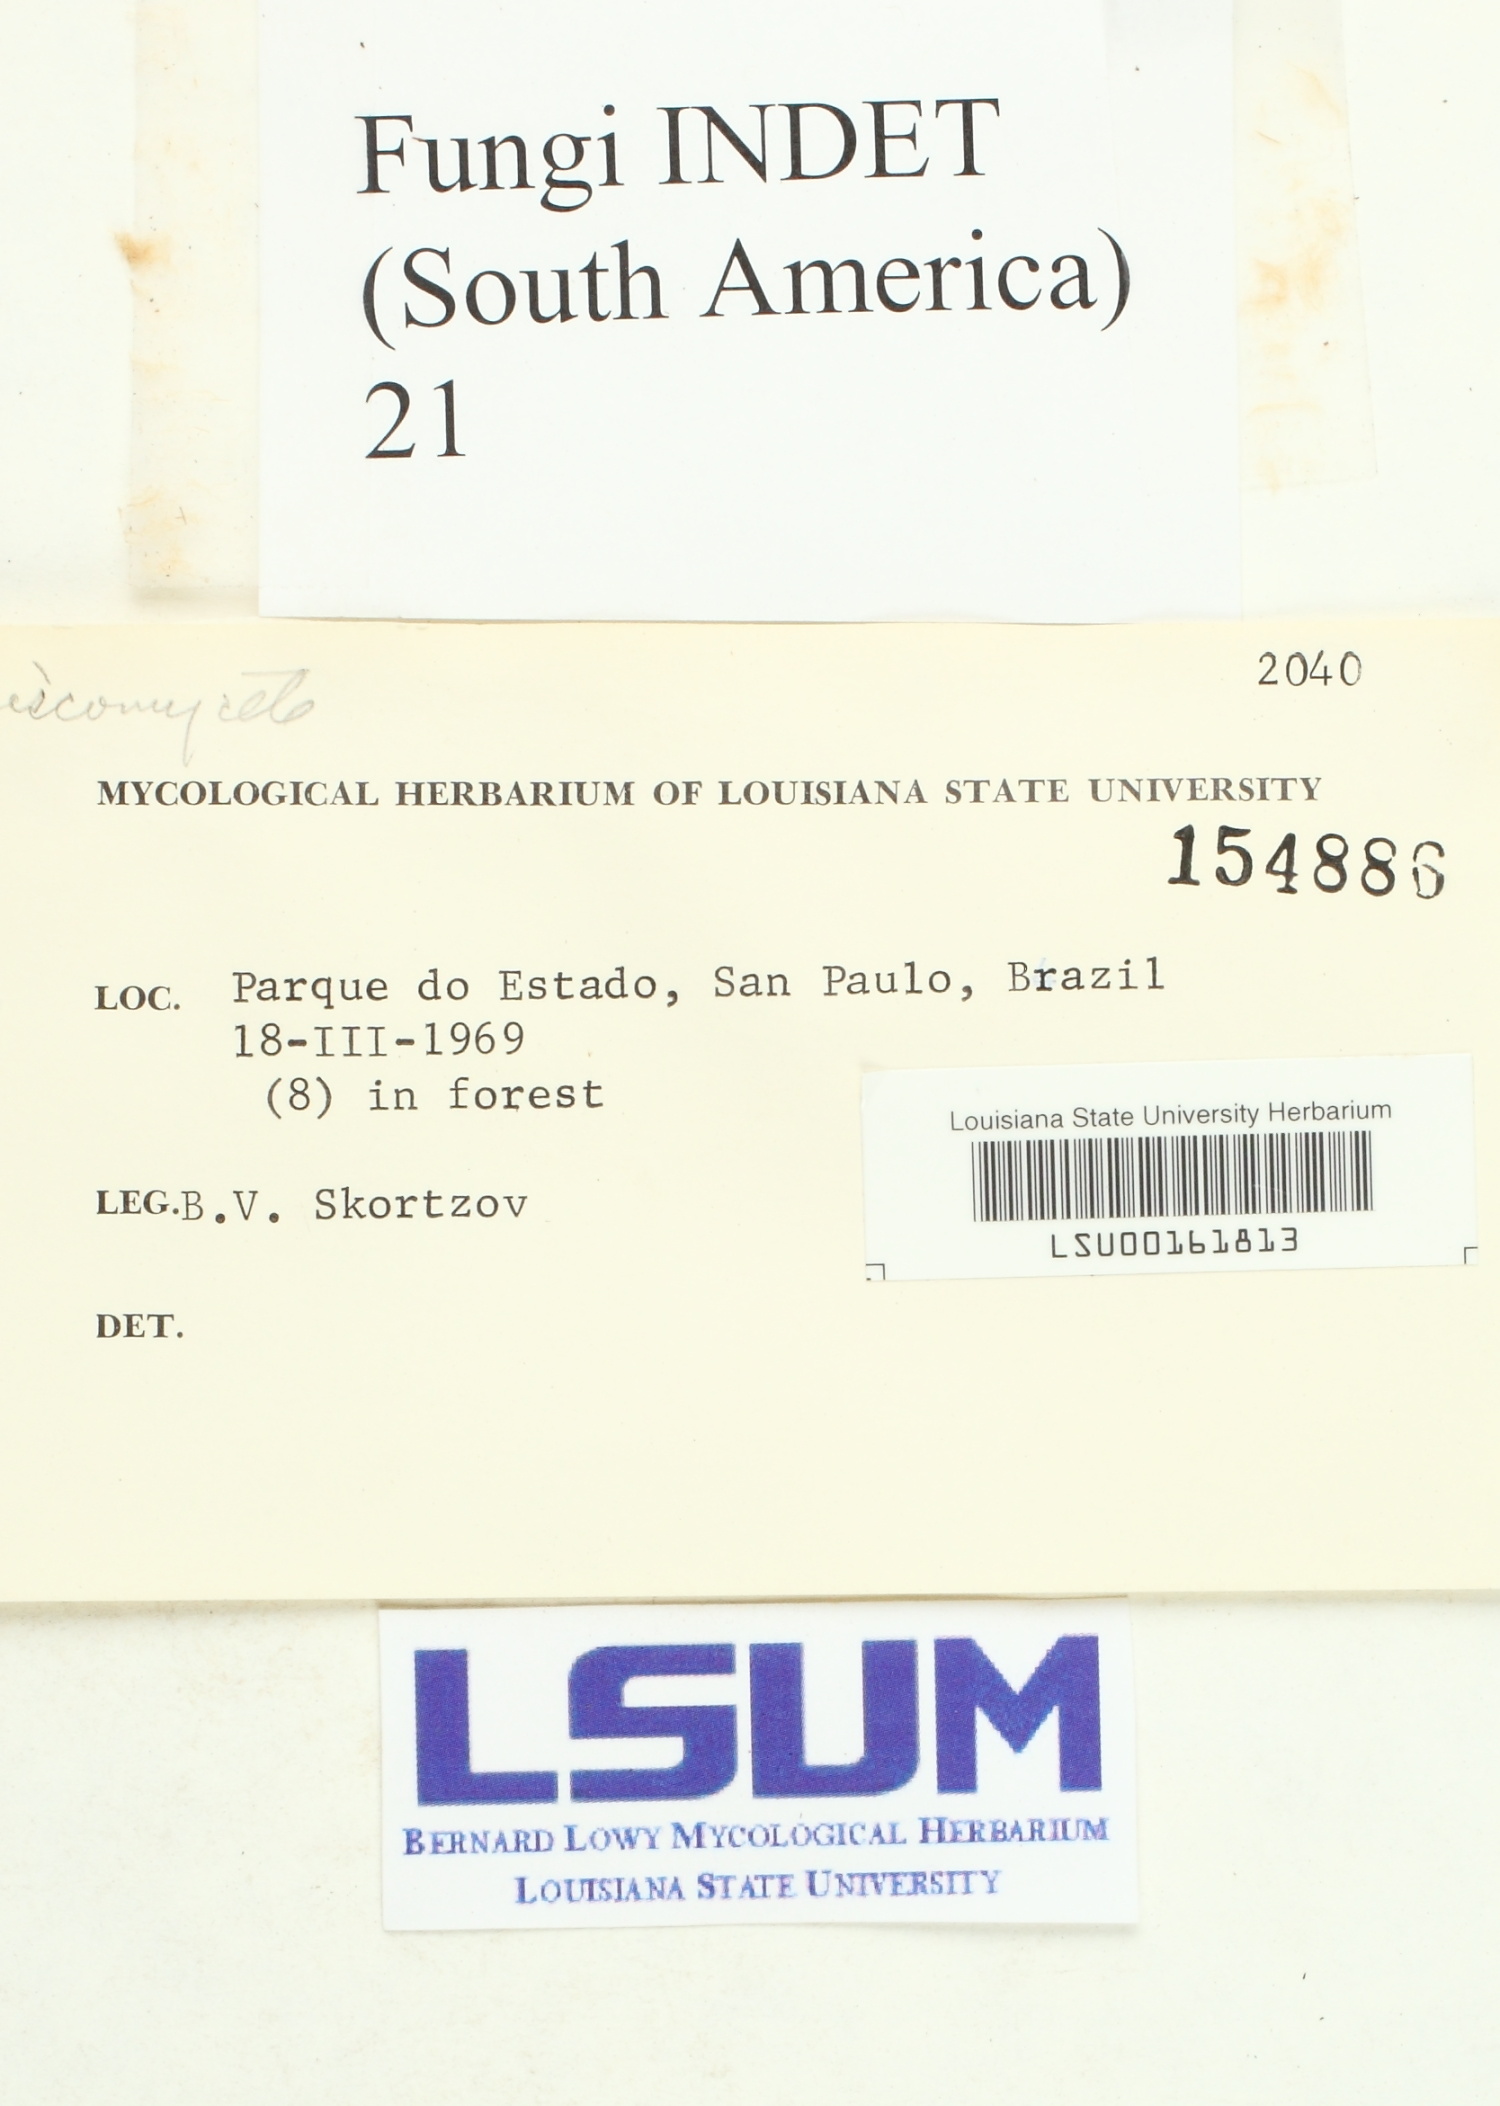 Fungi INDET
(South America)
21
2040
iscomycete
MYCOLOGICAL HERBARIUM OF LOUISIANA STATE UNIVERSITY
154886
LOC. Parque do Estado, San Paulo, Brazil
18-III-1969
(8) in forest
Louisiana State University Herbarium
LSU00161813
LEG. B.V. Skortzov
DET.
LSUM
BERNARD LOWY MYCOLOGICAL HERBARIUM
LOUISIANA STATE UNIVERSITY